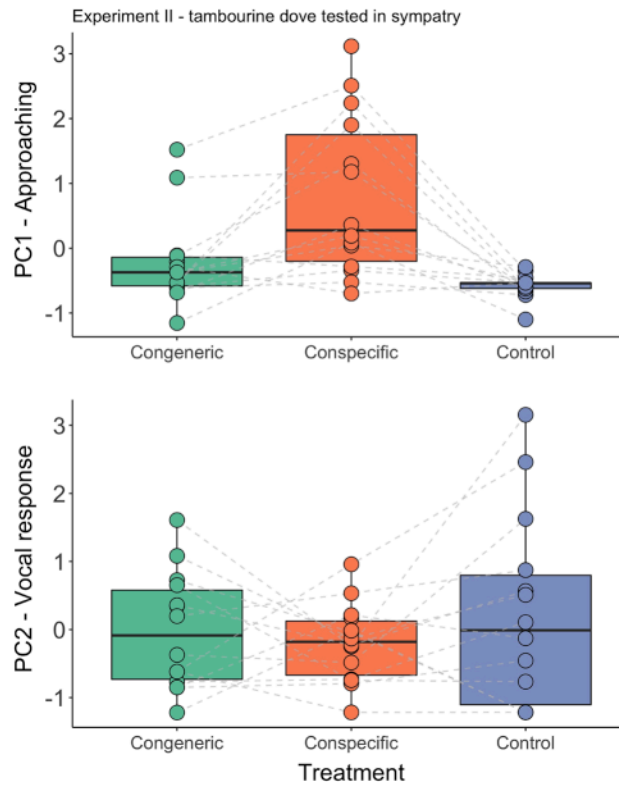 Experiment II - tambourine dove tested in sympatry
PC1 - Approaching
3
2
1
0
-1
Congeneric Conspecific Control
PC2 - Vocal response
3
2
1
0
-1
Congeneric Conspecific Control
Treatment